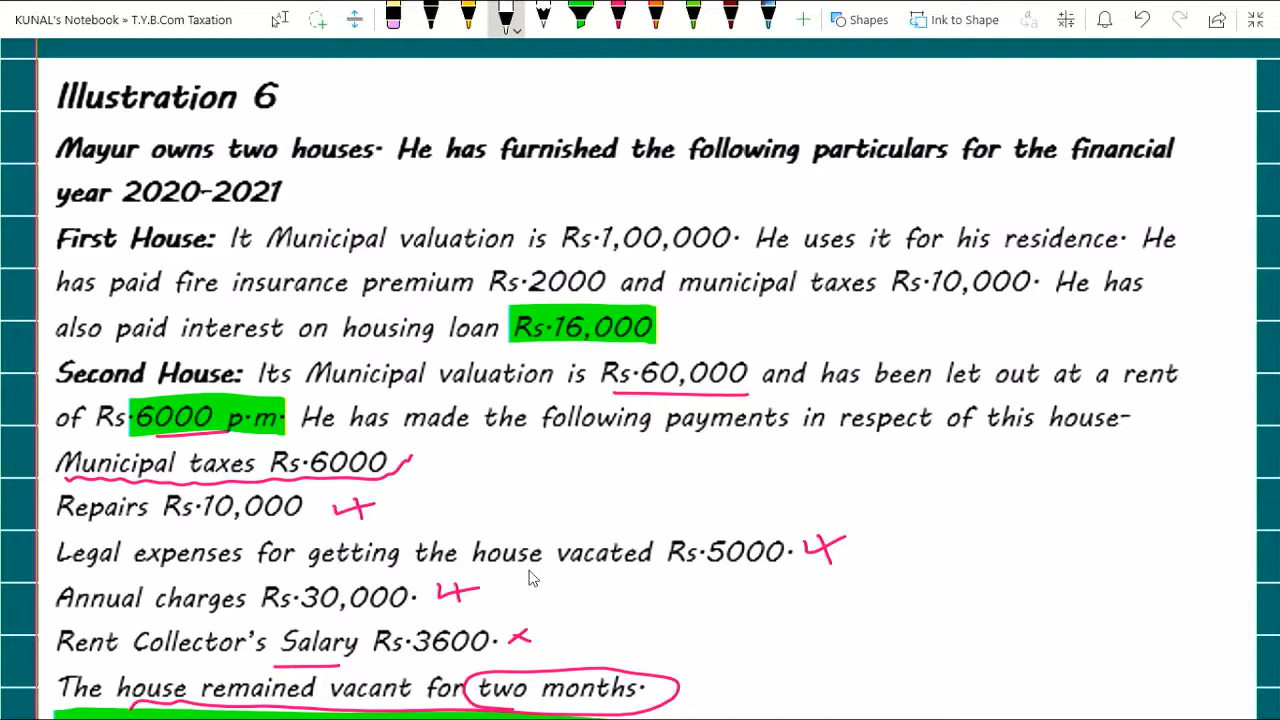 KUNAL's Notebook » T.Y.B.Com Taxation
Shapes
Ink to Shape
Illustration 6
Mayur owns two houses. He has furnished the following particulars for the financial
year 2020-2021
First House: It Municipal valuation is Rs.1,00,000. He uses it for his residence. He
has paid fire insurance premium Rs.2000 and municipal taxes Rs.10,000. He has
also paid interest on housing loan Rs.16,000
Second House: Its Municipal valuation is Rs.60,000 and has been let out at a rent
of Rs.6000 p.m. He has made the following payments in respect of this house-
Municipal taxes Rs.6000
Repairs Rs.10,000
Legal expenses for getting the house vacated Rs.5000.
Annual charges Rs.30,000.
Rent Collector's Salary Rs.3600.
The house remained vacant for two months.